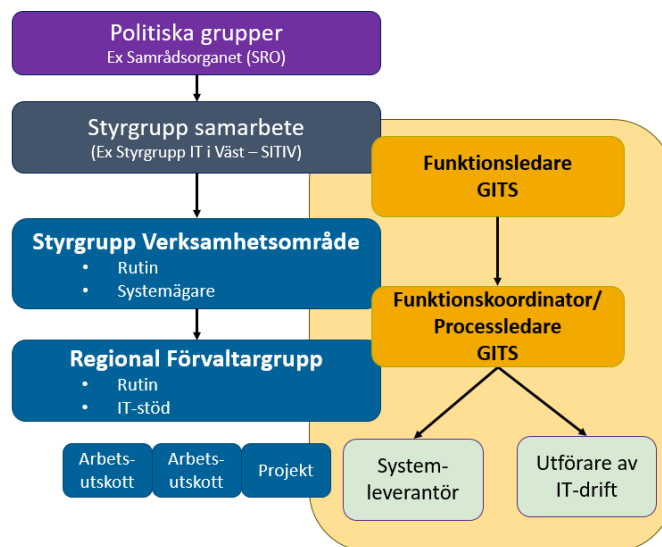 Politiska grupper
Ex Samrådsorganet (SRO)
Styrgrupp samarbete
(Ex Styrgrupp IT i Väst – SITIV)
Styrgrupp Verksamhetsområde
• Rutin
• Systemägare
Regional Förvaltargrupp
• Rutin
• IT-stöd
Arbets-
utskott
Arbets-
utskott
Projekt
Funktionsledare
GITS
Funktionskoordinator/
Processledare
GITS
System-
leverantör
Utförare av
IT-drift